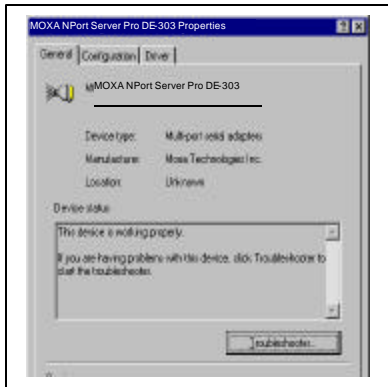 MOXA NPort Server Pro DE-303 Properties
General Configuration Driver
MOXA NPort Server Pro DE-303
Device type: Multi-port serial adapters
Manufacturer: Moxa Technologies Inc.
Location: Unknown
Device status
This device is working properly.
If you are having problems with this device, click Troubleshooter to
start the troubleshooter.
Troubleshooter...